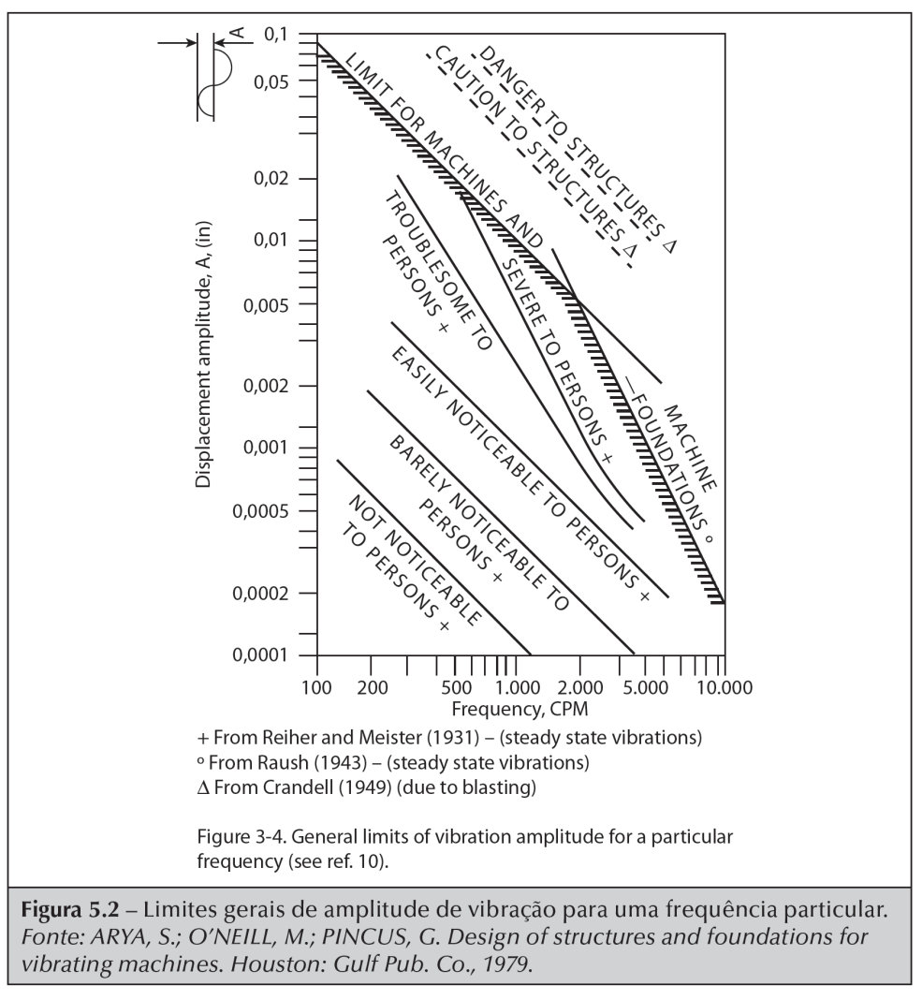 A
0,1
0,05
0,02
0,01
0,005
0,002
0,001
0,0005
0,0002
0,0001
Displacement amplitude, A, (in)
DANGER TO STRUCTURES Δ
CAUTION TO STRUCTURES Δ
LIMIT FOR MACHINES AND
MACHINE
—FOUNDATIONS º
SEVERE TO PERSONS +
TROUBLESOME TO
PERSONS +
EASILY NOTICEABLE TO PERSONS +
BARELY NOTICEABLE TO
PERSONS +
NOT NOTICEABLE
TO PERSONS +
100 200 500 1.000 2.000 5.000 10.000
Frequency, CPM
+ From Reiher and Meister (1931) – (steady state vibrations)
º From Raush (1943) – (steady state vibrations)
Δ From Crandell (1949) (due to blasting)
Figure 3-4. General limits of vibration amplitude for a particular
frequency (see ref. 10).
Figura 5.2 – Limites gerais de amplitude de vibração para uma frequência particular.
Fonte: ARYA, S.; O’NEILL, M.; PINCUS, G. Design of structures and foundations for
vibrating machines. Houston: Gulf Pub. Co., 1979.